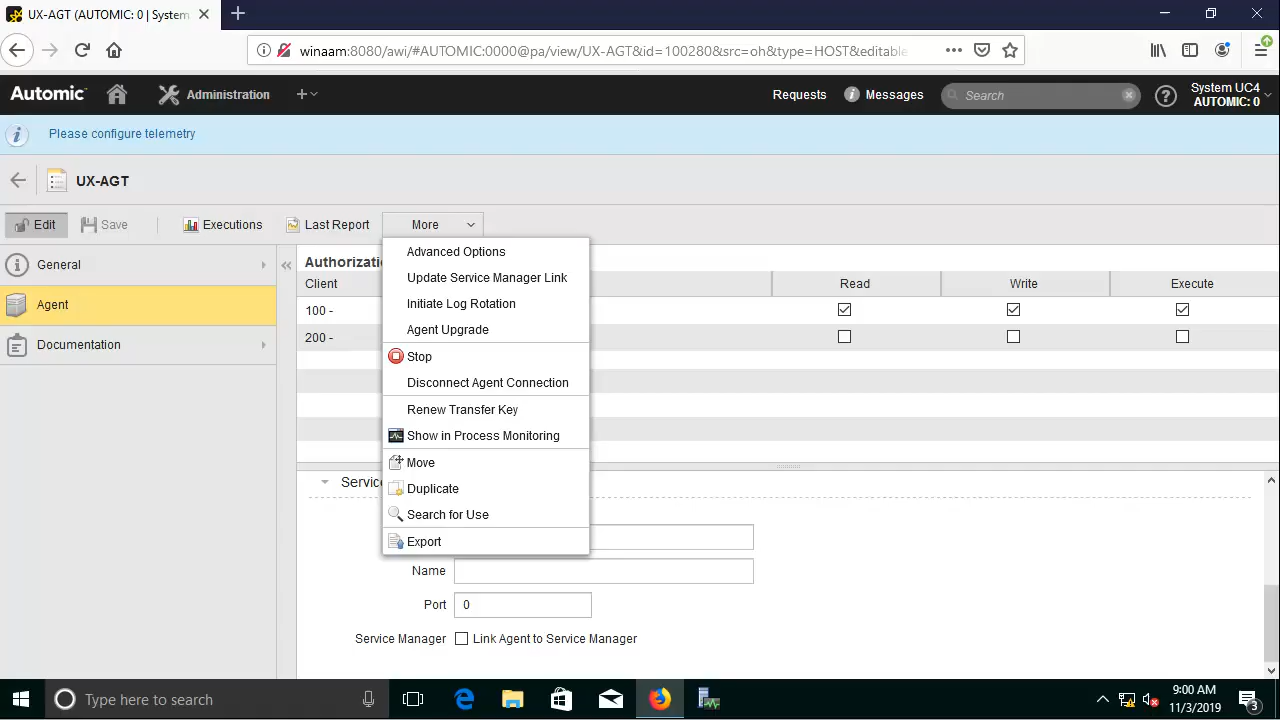 UX-AGT (AUTOMIC: 0 | System
winaam:8080/awi/#AUTOMIC:0000@pa/view/UX-AGT&id=100280&src=oh&type=HOST&editable
Automic
Administration
Requests
Messages
Search
System UC4
AUTOMIC: 0
Please configure telemetry
UX-AGT
Edit
Save
Executions
Last Report
More
General
Agent
Documentation
Advanced Options
Update Service Manager Link
Initiate Log Rotation
Agent Upgrade
Stop
Disconnect Agent Connection
Renew Transfer Key
Show in Process Monitoring
Move
Duplicate
Search for Use
Export
Client
Read
Write
Execute
100 -
200 -
Name
Port
0
Service Manager
Link Agent to Service Manager
Type here to search
9:00 AM
11/3/2019
3